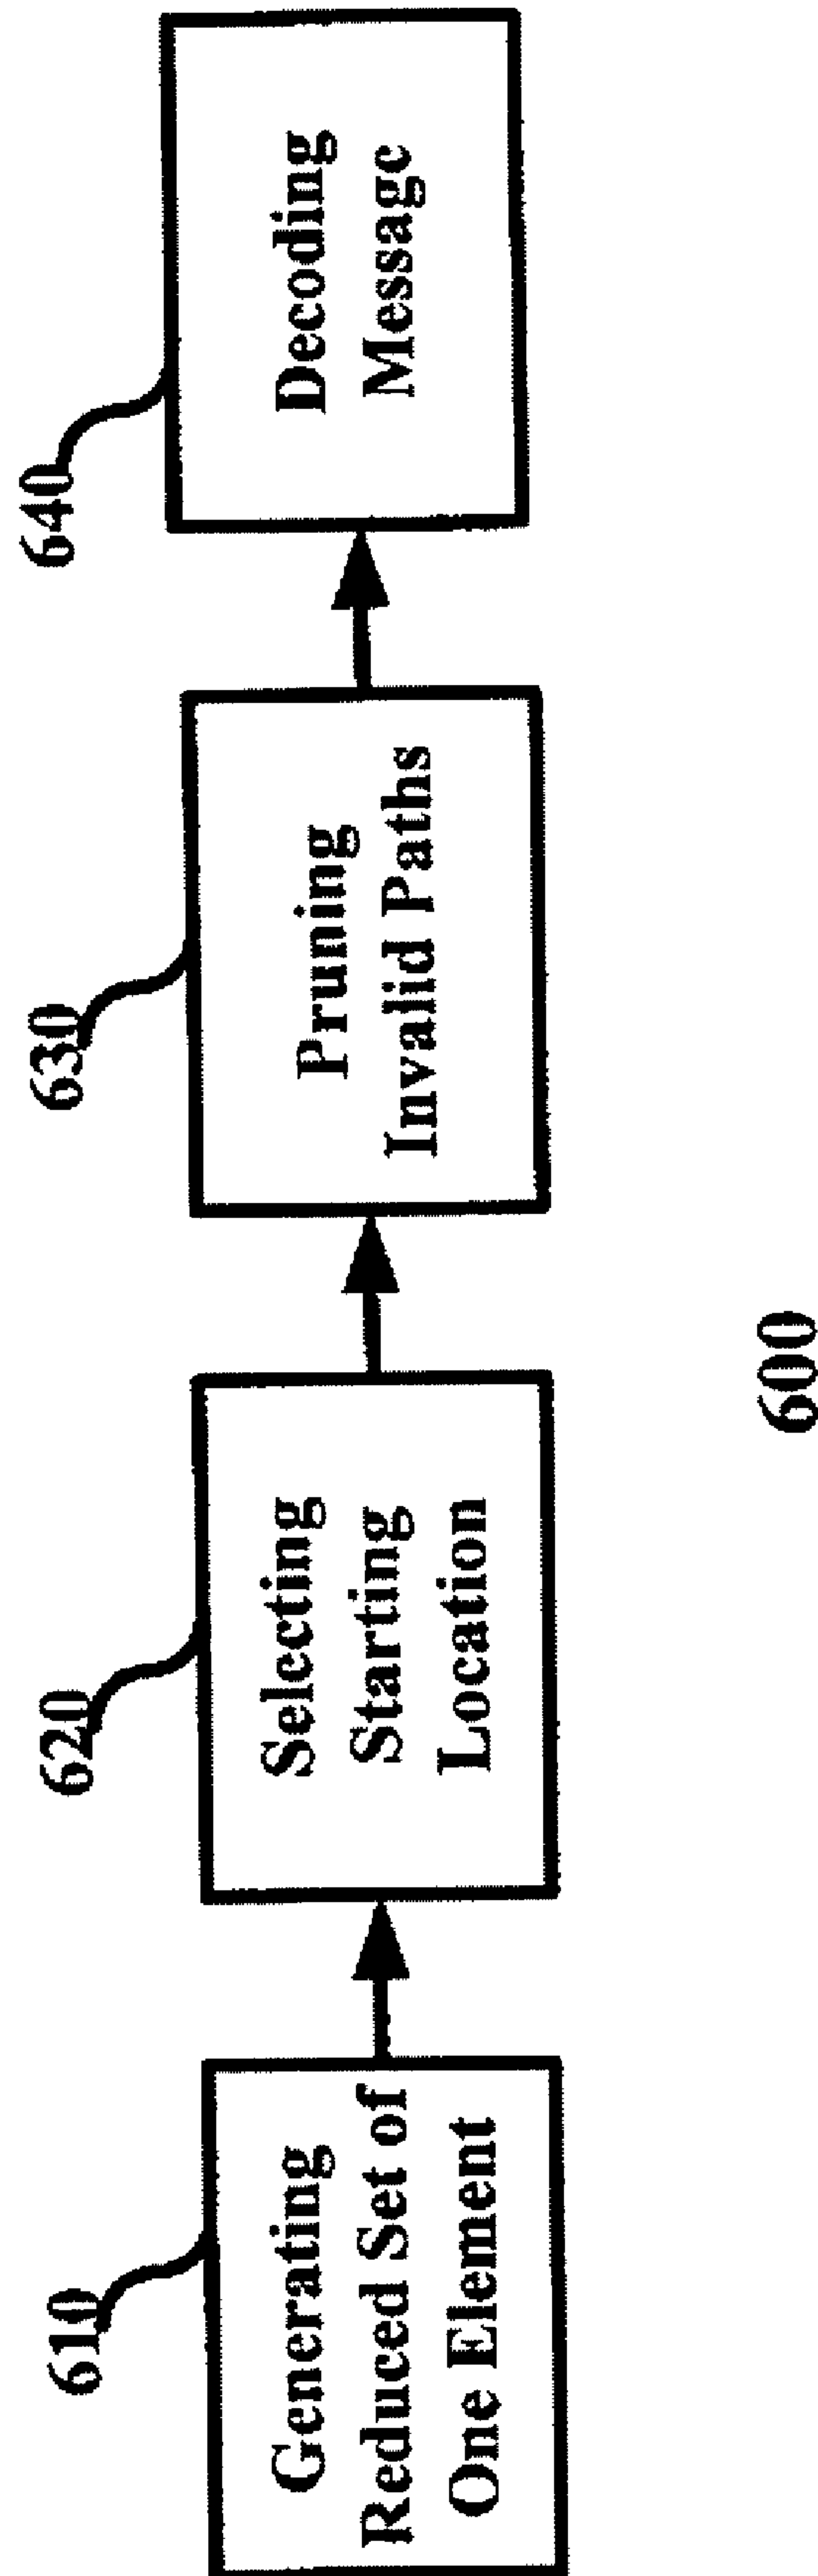 610
Generating
Reduced Set of
One Element
620
Selecting
Starting
Location
630
Pruning
Invalid Paths
640
Decoding
Message
600